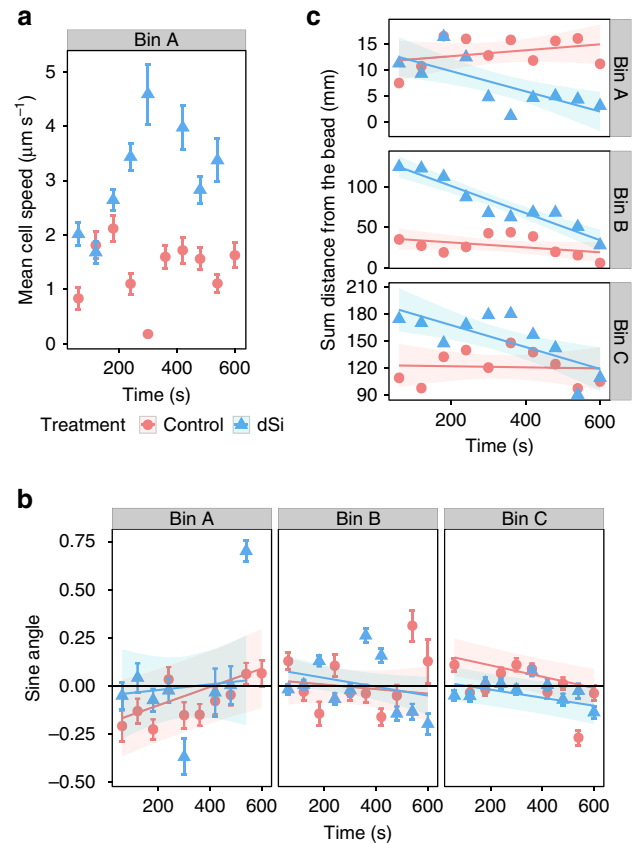 a
Bin A
Mean cell speed (μm s⁻¹)
5
4
3
2
1
0
200 400 600
Time (s)
Treatment Control dSi
c
Sum distance from the bead (mm)
15
10
5
0
Bin A
100
50
0
Bin B
210
180
150
120
90
Bin C
0 200 400 600
Time (s)
b
Bin A Bin B Bin C
Sine angle
0.75
0.50
0.25
0.00
−0.25
−0.50
200 400 600 200 400 600 200 400 600
Time (s)